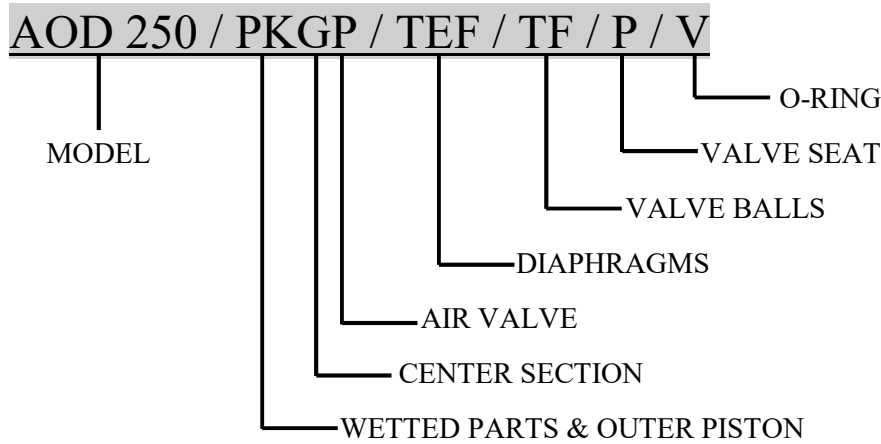 AOD 250 / PKGP / TEF / TF / P / V
O-RING
MODEL
VALVE SEAT
VALVE BALLS
DIAPHRAGMS
AIR VALVE
CENTER SECTION
WETTED PARTS & OUTER PISTON